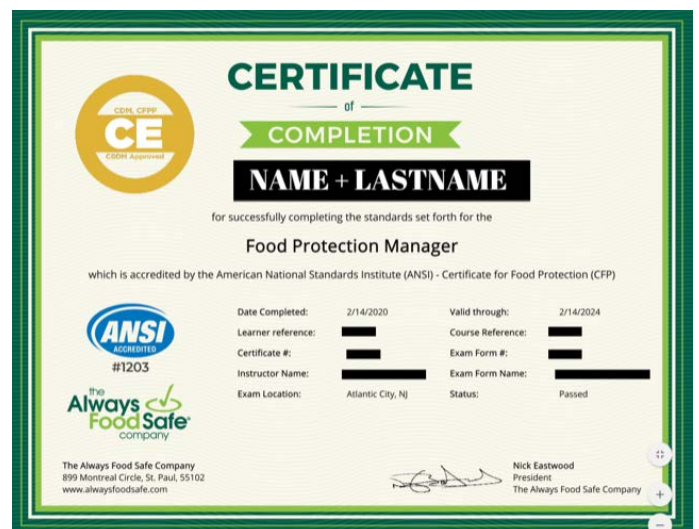 CERTIFICATE
of
COMPLETION
CDM, CFPP
CE
CBDM Approved
NAME + LASTNAME
for successfully completing the standards set forth for the
Food Protection Manager
which is accredited by the American National Standards Institute (ANSI) - Certificate for Food Protection (CFP)
ANSI
ACCREDITED
#1203
the
Always
FoodSafe
company
Date Completed: 2/14/2020 Valid through: 2/14/2024
Learner reference: Course Reference:
Certificate #: Exam Form #:
Instructor Name: Exam Form Name:
Exam Location: Atlantic City, NJ Status: Passed
The Always Food Safe Company
899 Montreal Circle, St. Paul, 55102
www.alwaysfoodsafe.com
Nick Eastwood
President
The Always Food Safe Company